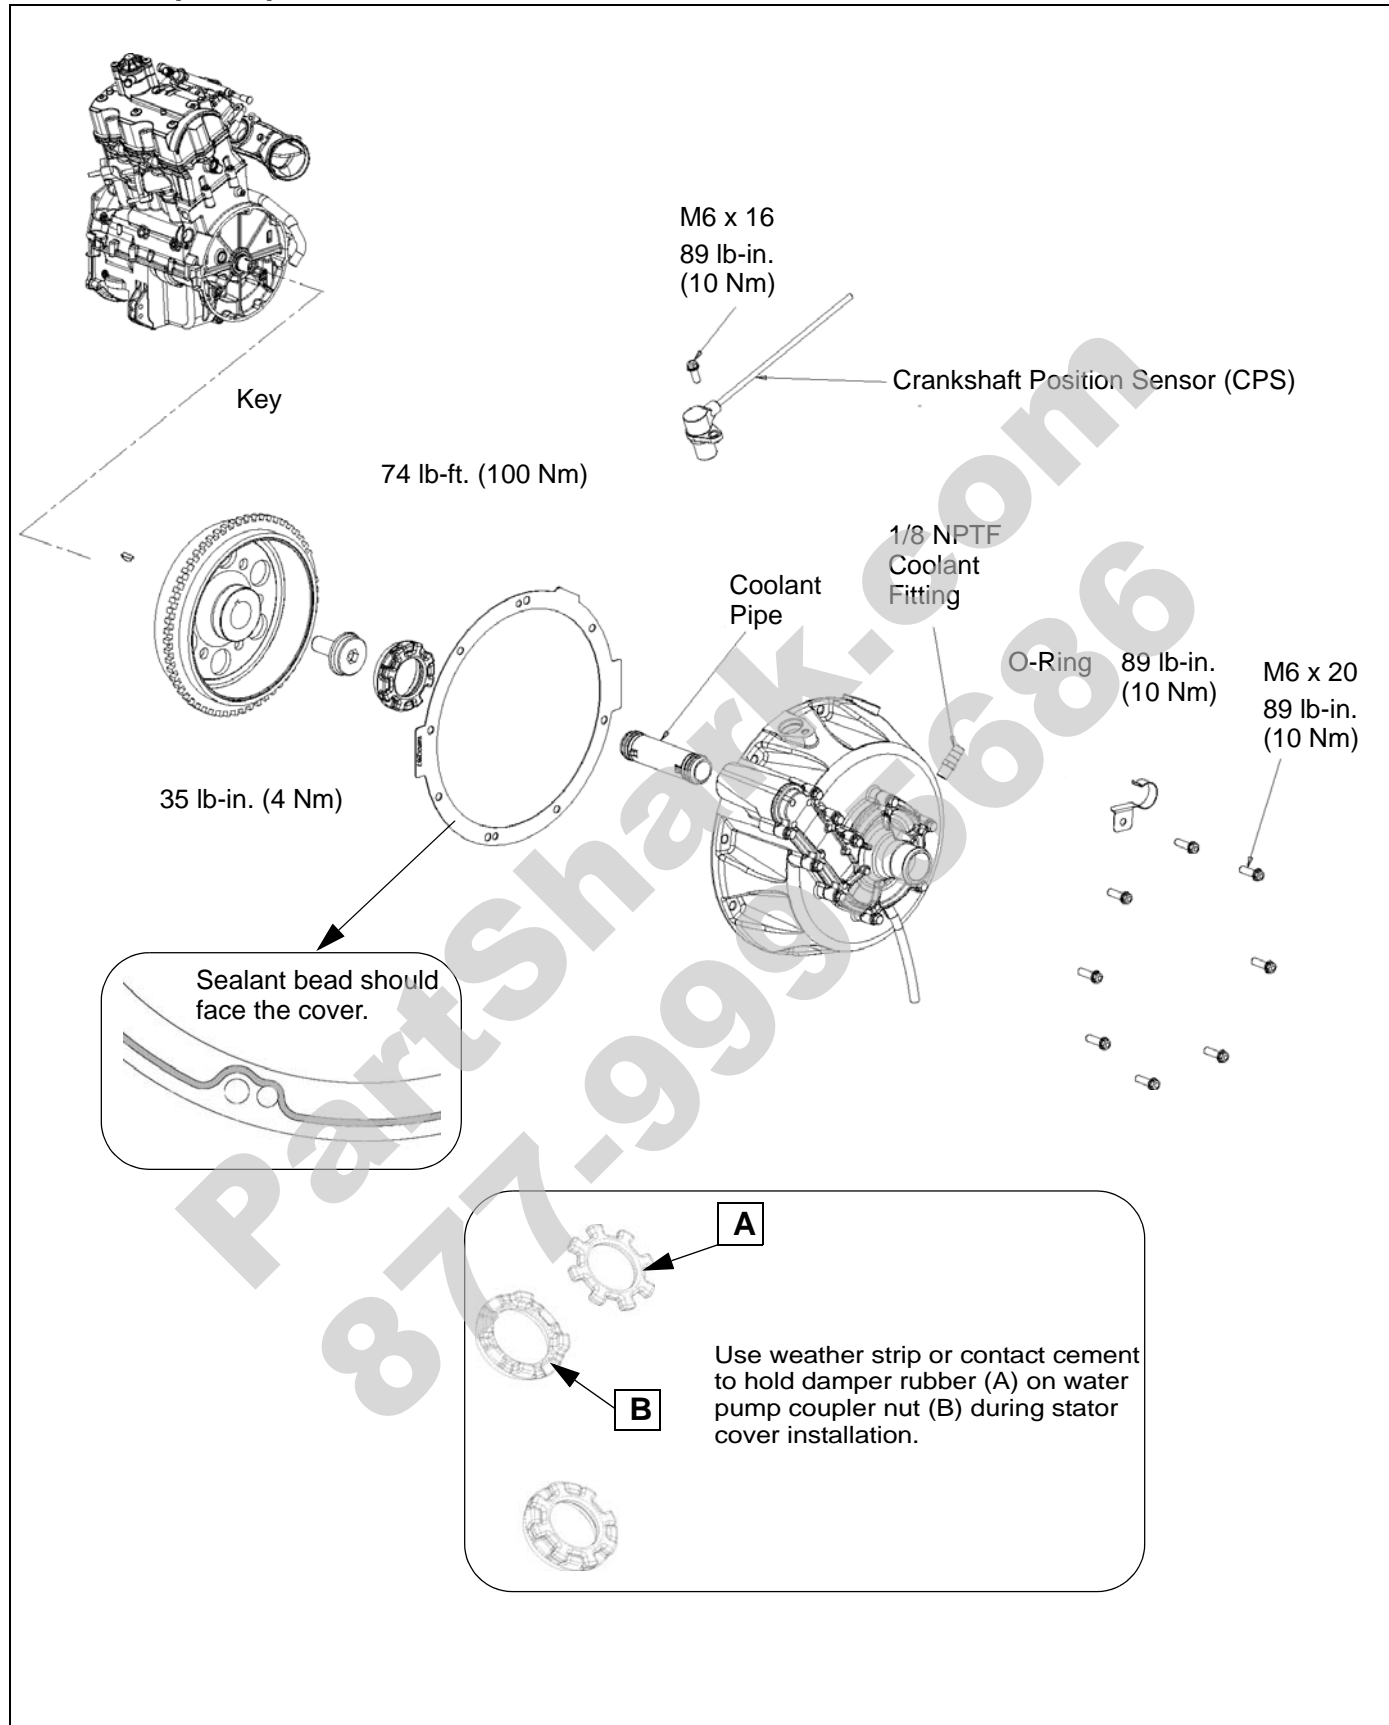 M6 x 16
89 lb-in.
(10 Nm)
Crankshaft Position Sensor (CPS)
Key
74 lb-ft. (100 Nm)
1/8 NPTF
Coolant
Fitting
Coolant
Pipe
O-Ring
89 lb-in.
(10 Nm)
M6 x 20
89 lb-in.
(10 Nm)
35 lb-in. (4 Nm)
Sealant bead should
face the cover.
A
B
Use weather strip or contact cement
to hold damper rubber (A) on water
pump coupler nut (B) during stator
cover installation.
PartShark.com
877-999-5686